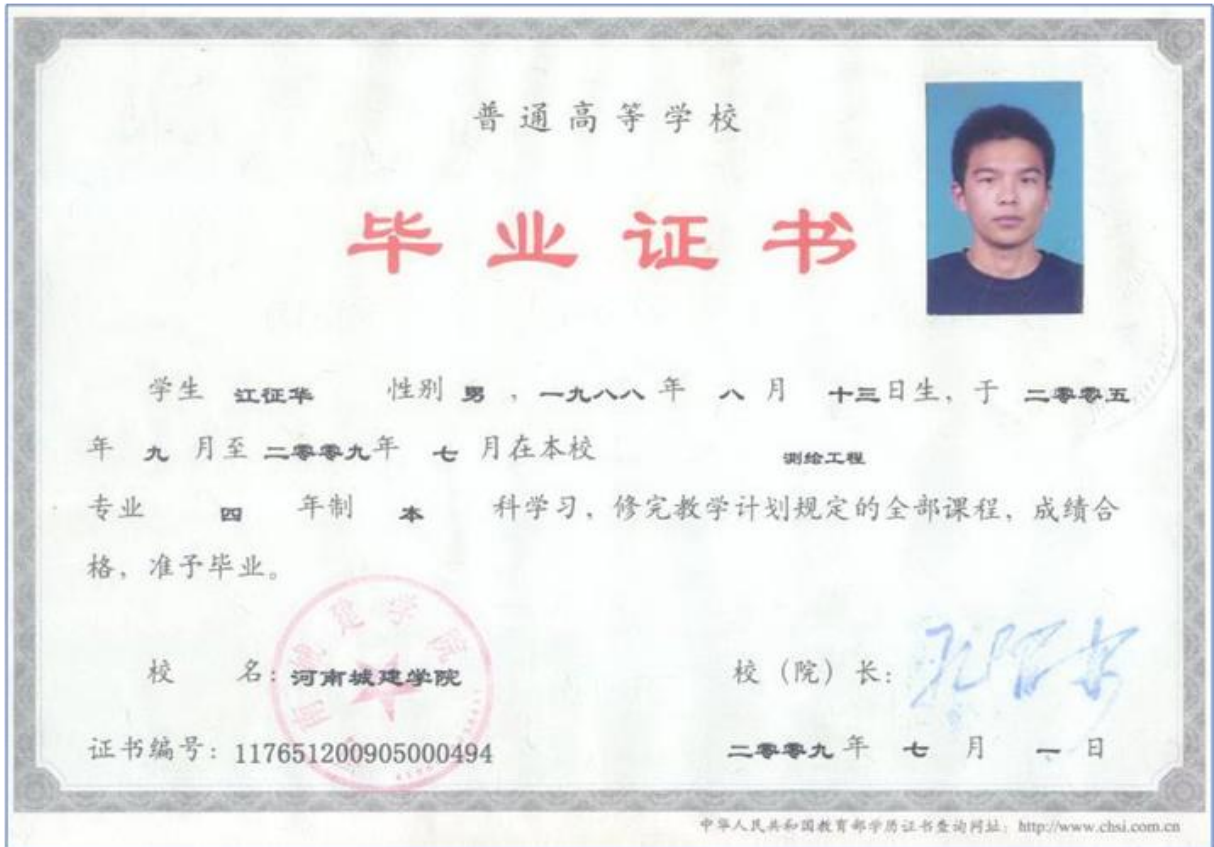 普通高等学校
毕业证书
学生 江征华 性别 男 ，一九八八 年 八 月 十三日生，于 二零零五
年 九 月至 二零零九年 七 月在本校 测绘工程
专业 四 年制 本 科学习，修完教学计划规定的全部课程，成绩合
格，准予毕业。
校 名：河南城建学院 校（院）长：
证书编号：117651200905000494 二零零九 年 七 月 一 日
中华人民共和国教育部学历证书查询网址：http://www.chsi.com.cn